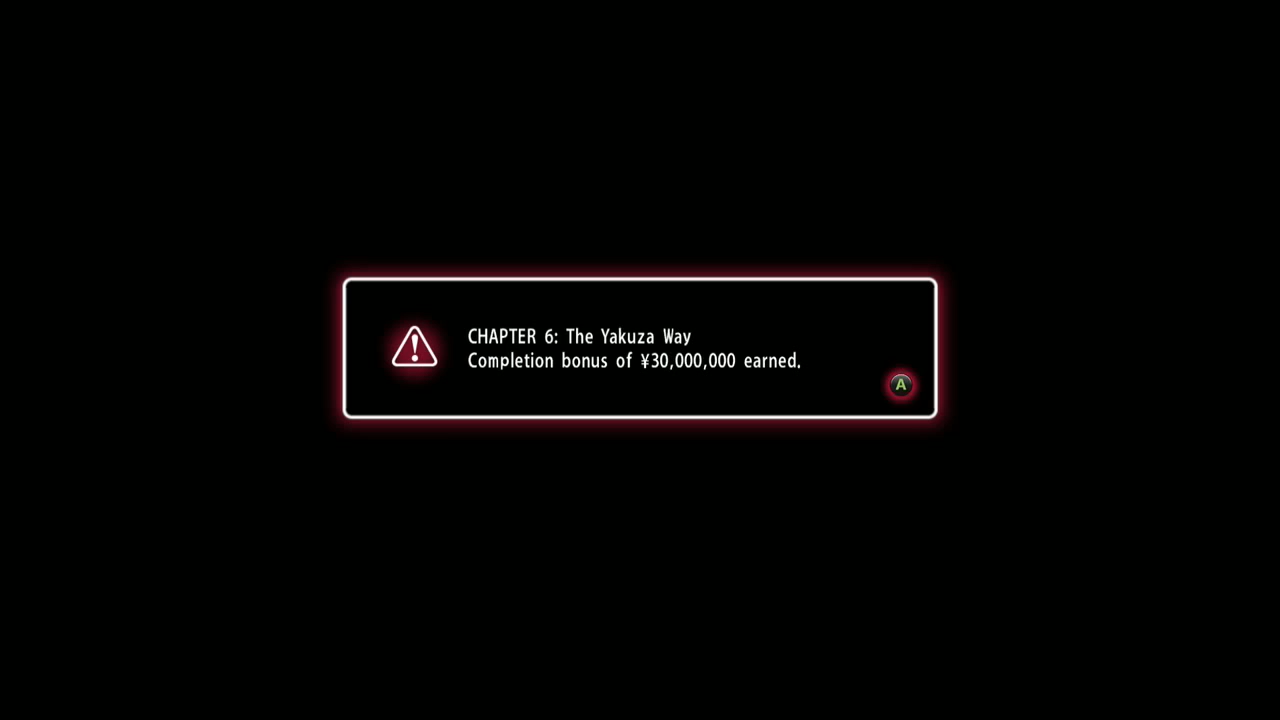 CHAPTER 6: The Yakuza Way
Completion bonus of ¥30,000,000 earned.
A